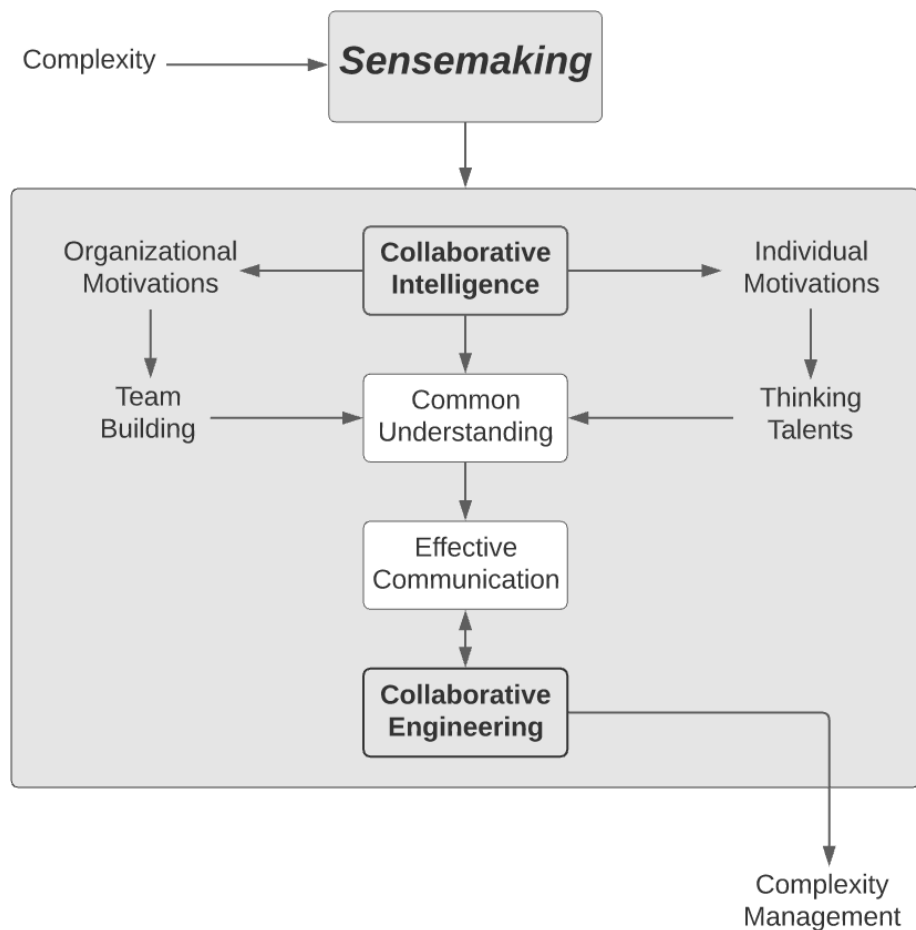 Complexity
Sensemaking
Organizational
Motivations
Collaborative
Intelligence
Individual
Motivations
Team
Building
Common
Understanding
Thinking
Talents
Effective
Communication
Collaborative
Engineering
Complexity
Management